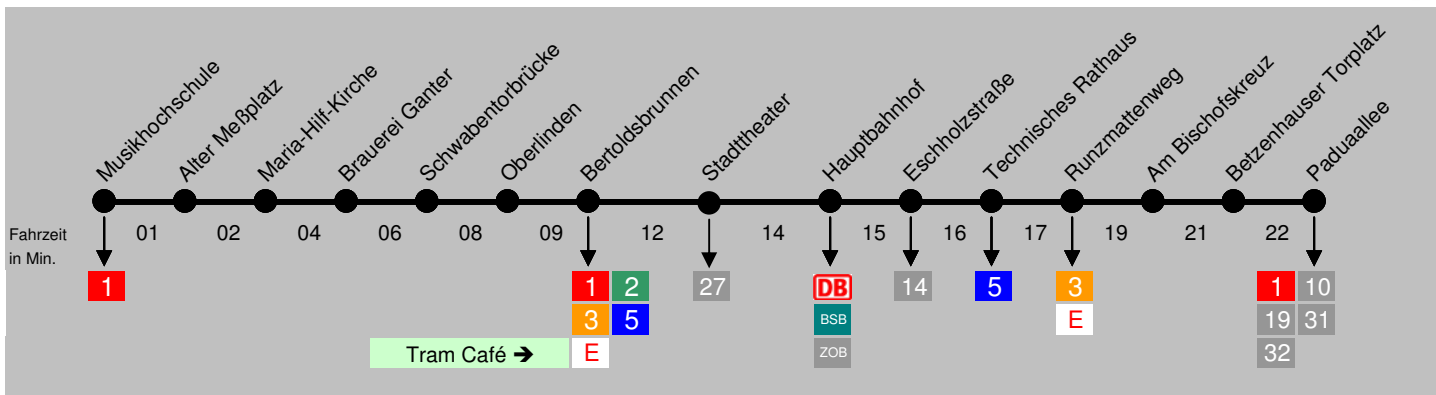 Musikhochschule
Alter Meßplatz
Maria-Hilf-Kirche
Brauerei Ganter
Schwabentorbrücke
Oberlinden
Bertoldsbrunnen
Stadttheater
Hauptbahnhof
Eschholzstraße
Technisches Rathaus
Runzmattenweg
Am Bischofskreuz
Betzenhauser Torplatz
Paduaallee
Fahrzeit 01 02 04 06 08 09 12 14 15 16 17 19 21 22
in Min.
1 1 2 27 DB 14 5 3 1 10
3 5 BSB E 19 31
Tram Café ➔ E ZOB 32